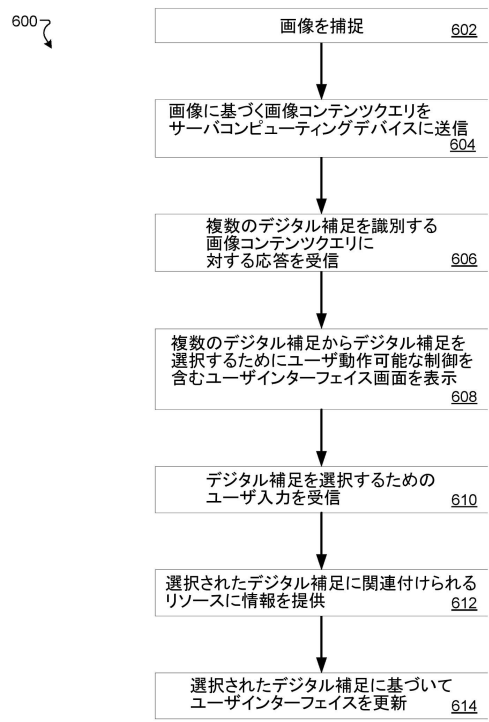 600
画像を捕捉
602
画像に基づく画像コンテンツクエリを
サーバコンピューティングデバイスに送信
604
複数のデジタル補足を識別する
画像コンテンツクエリに
対する応答を受信
606
複数のデジタル補足からデジタル補足を
選択するためにユーザ動作可能な制御を
含むユーザインターフェイス画面を表示
608
デジタル補足を選択するための
ユーザ入力を受信
610
選択されたデジタル補足に関連付けられる
リソースに情報を提供
612
選択されたデジタル補足に基づいて
ユーザインターフェイスを更新
614